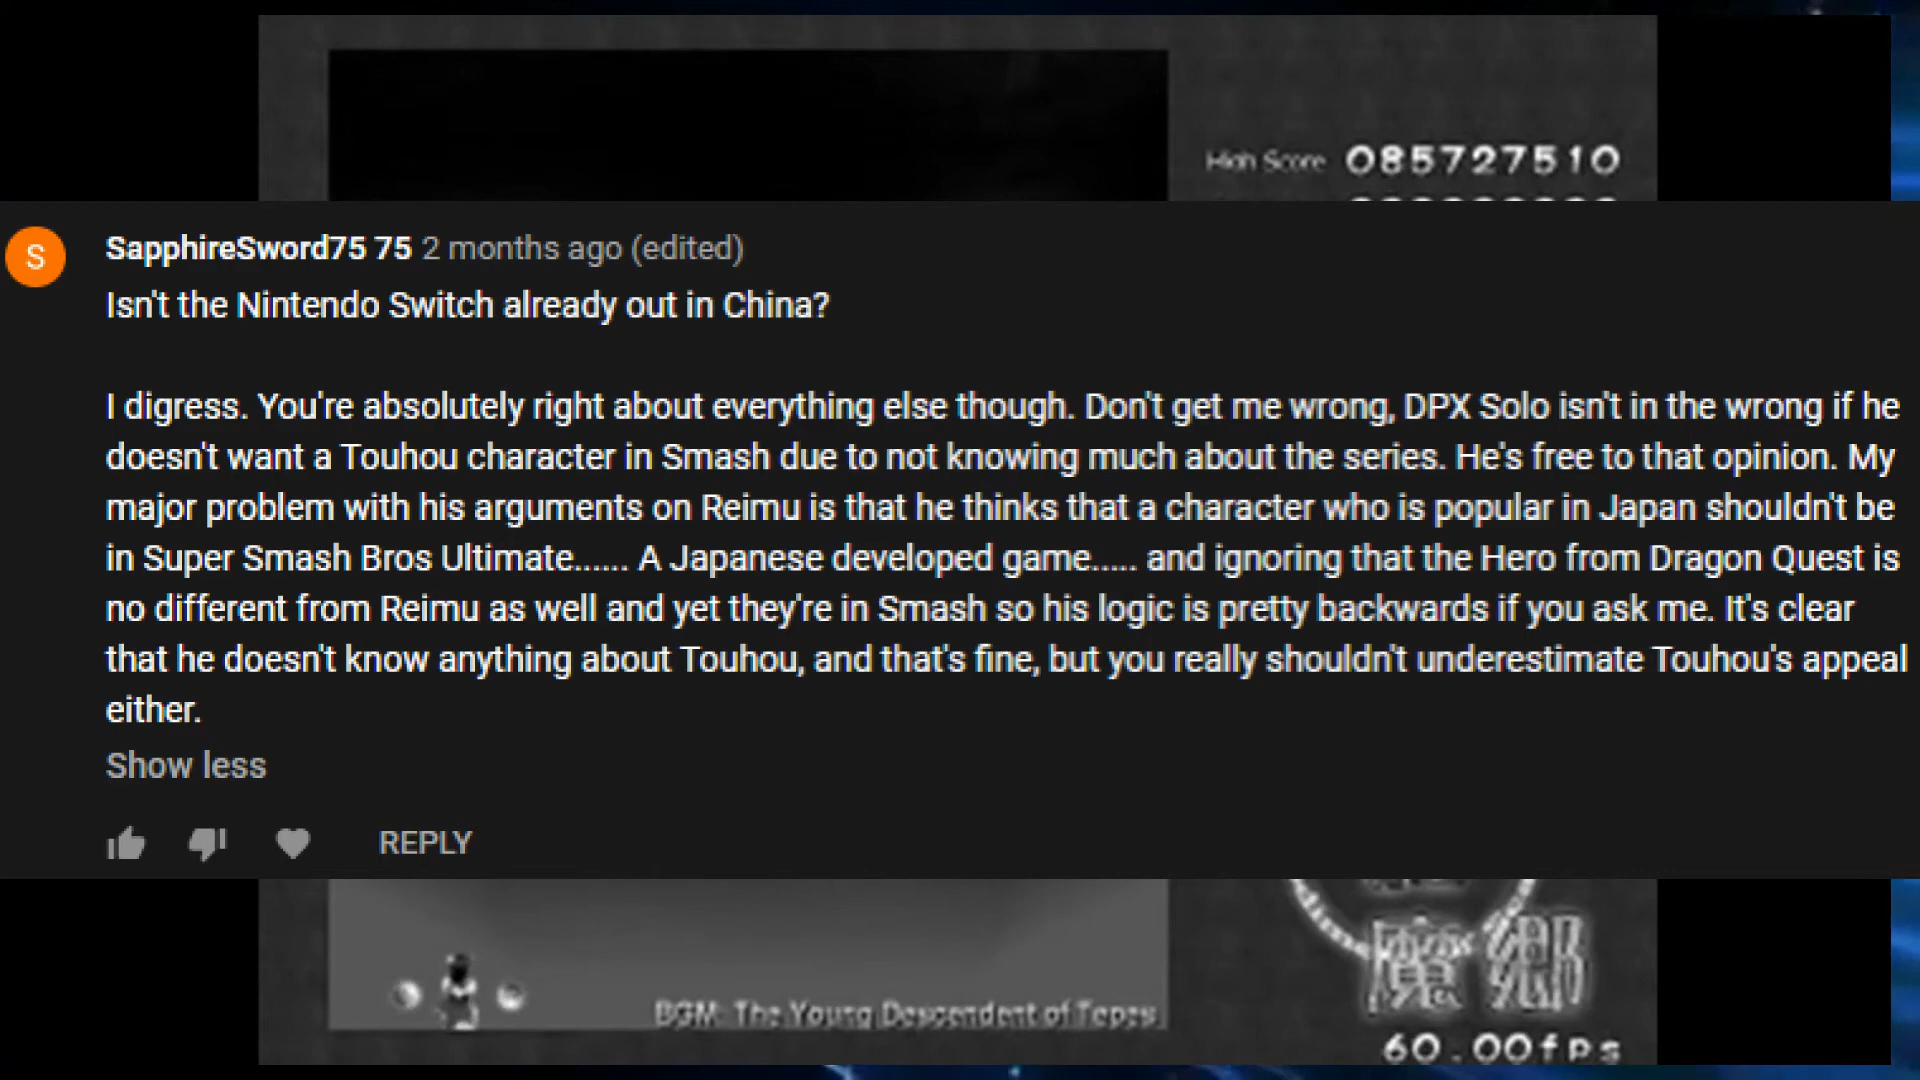 High Score 085727510
S
SapphireSword75 75 2 months ago (edited)
Isn't the Nintendo Switch already out in China?
I digress. You're absolutely right about everything else though. Don't get me wrong, DPX Solo isn't in the wrong if he
doesn't want a Touhou character in Smash due to not knowing much about the series. He's free to that opinion. My
major problem with his arguments on Reimu is that he thinks that a character who is popular in Japan shouldn't be
in Super Smash Bros Ultimate...... A Japanese developed game..... and ignoring that the Hero from Dragon Quest is
no different from Reimu as well and yet they're in Smash so his logic is pretty backwards if you ask me. It's clear
that he doesn't know anything about Touhou, and that's fine, but you really shouldn't underestimate Touhou's appeal
either.
Show less
REPLY
魔郷
BGM: The Young Descendent of Tepes
60.00fps